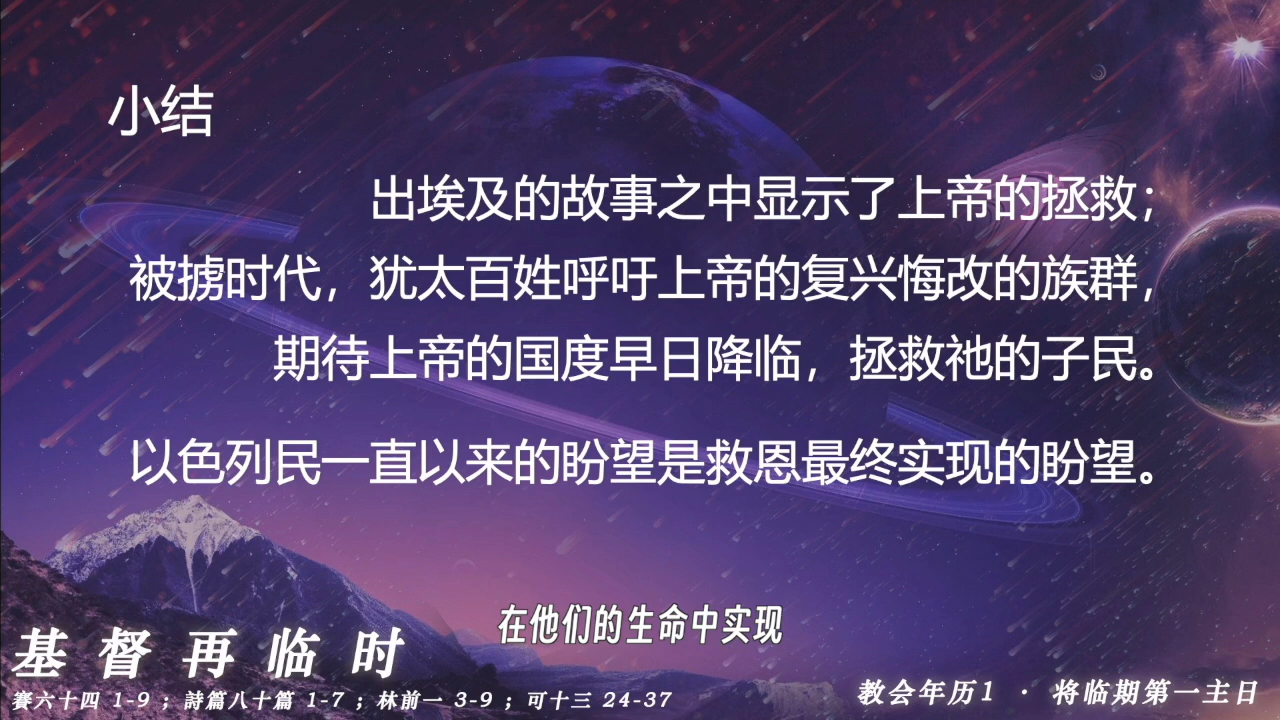 小结
出埃及的故事之中显示了上帝的拯救；
被掳时代，犹太百姓呼吁上帝的复兴悔改的族群，
期待上帝的国度早日降临，拯救祂的子民。
以色列民一直以来的盼望是救恩最终实现的盼望。
在他们的生命中实现
基督再临时
賽六十四 1-9 ；詩篇八十篇 1-7 ；林前一 3-9 ；可十三 24-37
教会年历1 · 将临期第一主日